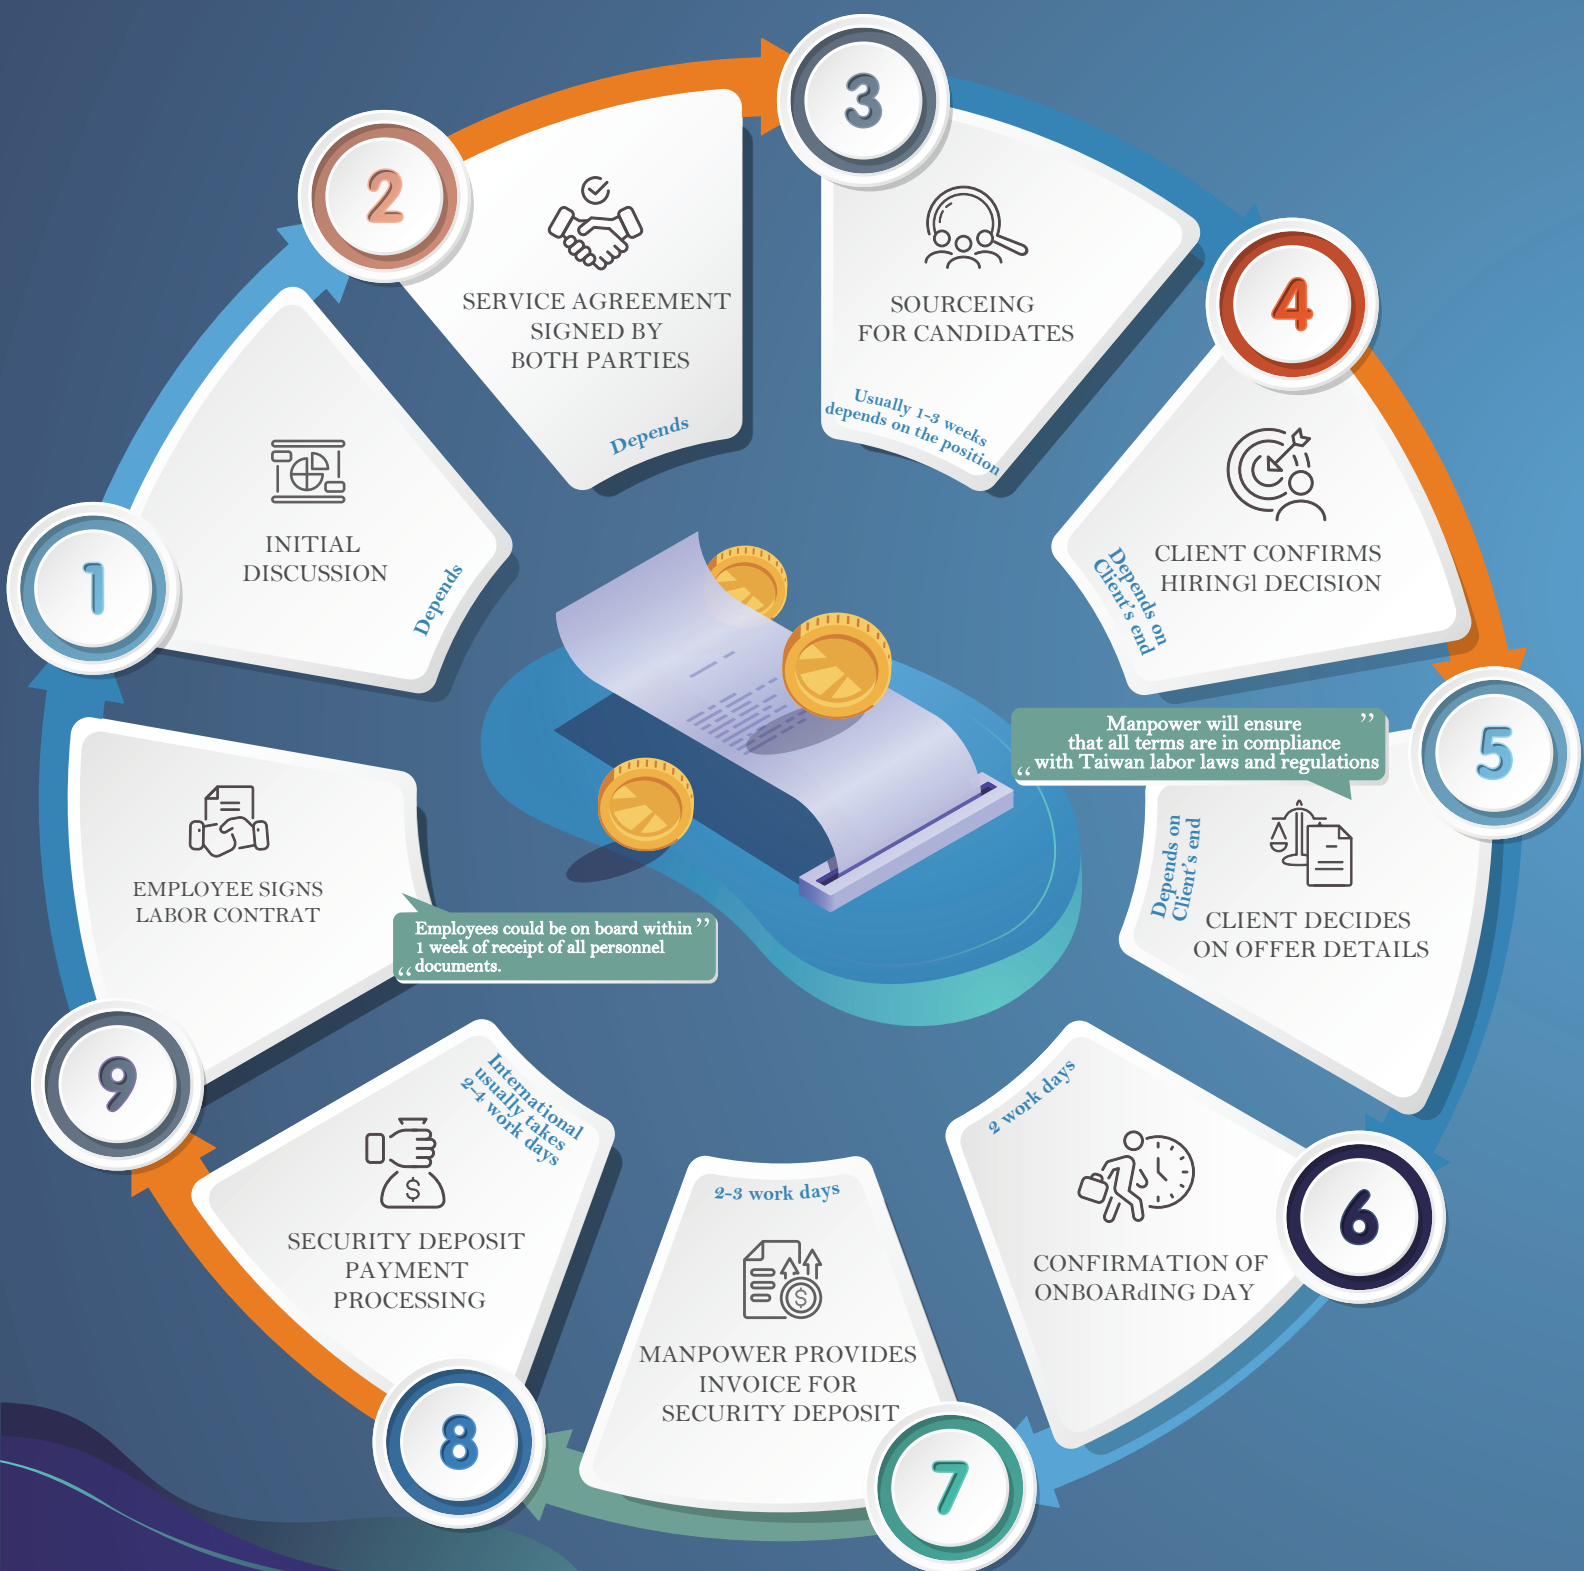 1
INITIAL
DISCUSSION
Depends
2
SERVICE AGREEMENT
SIGNED BY
BOTH PARTIES
Depends
3
SOURCEING
FOR CANDIDATES
Usually 1-3 weeks
depends on the position
4
CLIENT CONFIRMS
HIRINGl DECISION
Depends on
Client's end
5
” Manpower will ensure
that all terms are in compliance
“ with Taiwan labor laws and regulations
Depends on
Client's end
CLIENT DECIDES
ON OFFER DETAILS
6
2 work days
CONFIRMATION OF
ONBOARdING DAY
7
2-3 work days
$
MANPOWER PROVIDES
INVOICE FOR
SECURITY DEPOSIT
8
International
usually takes
2-4 work days
$
SECURITY DEPOSIT
PAYMENT
PROCESSING
9
EMPLOYEE SIGNS
LABOR CONTRAT
Employees could be on board within ”
1 week of receipt of all personnel
“ documents.